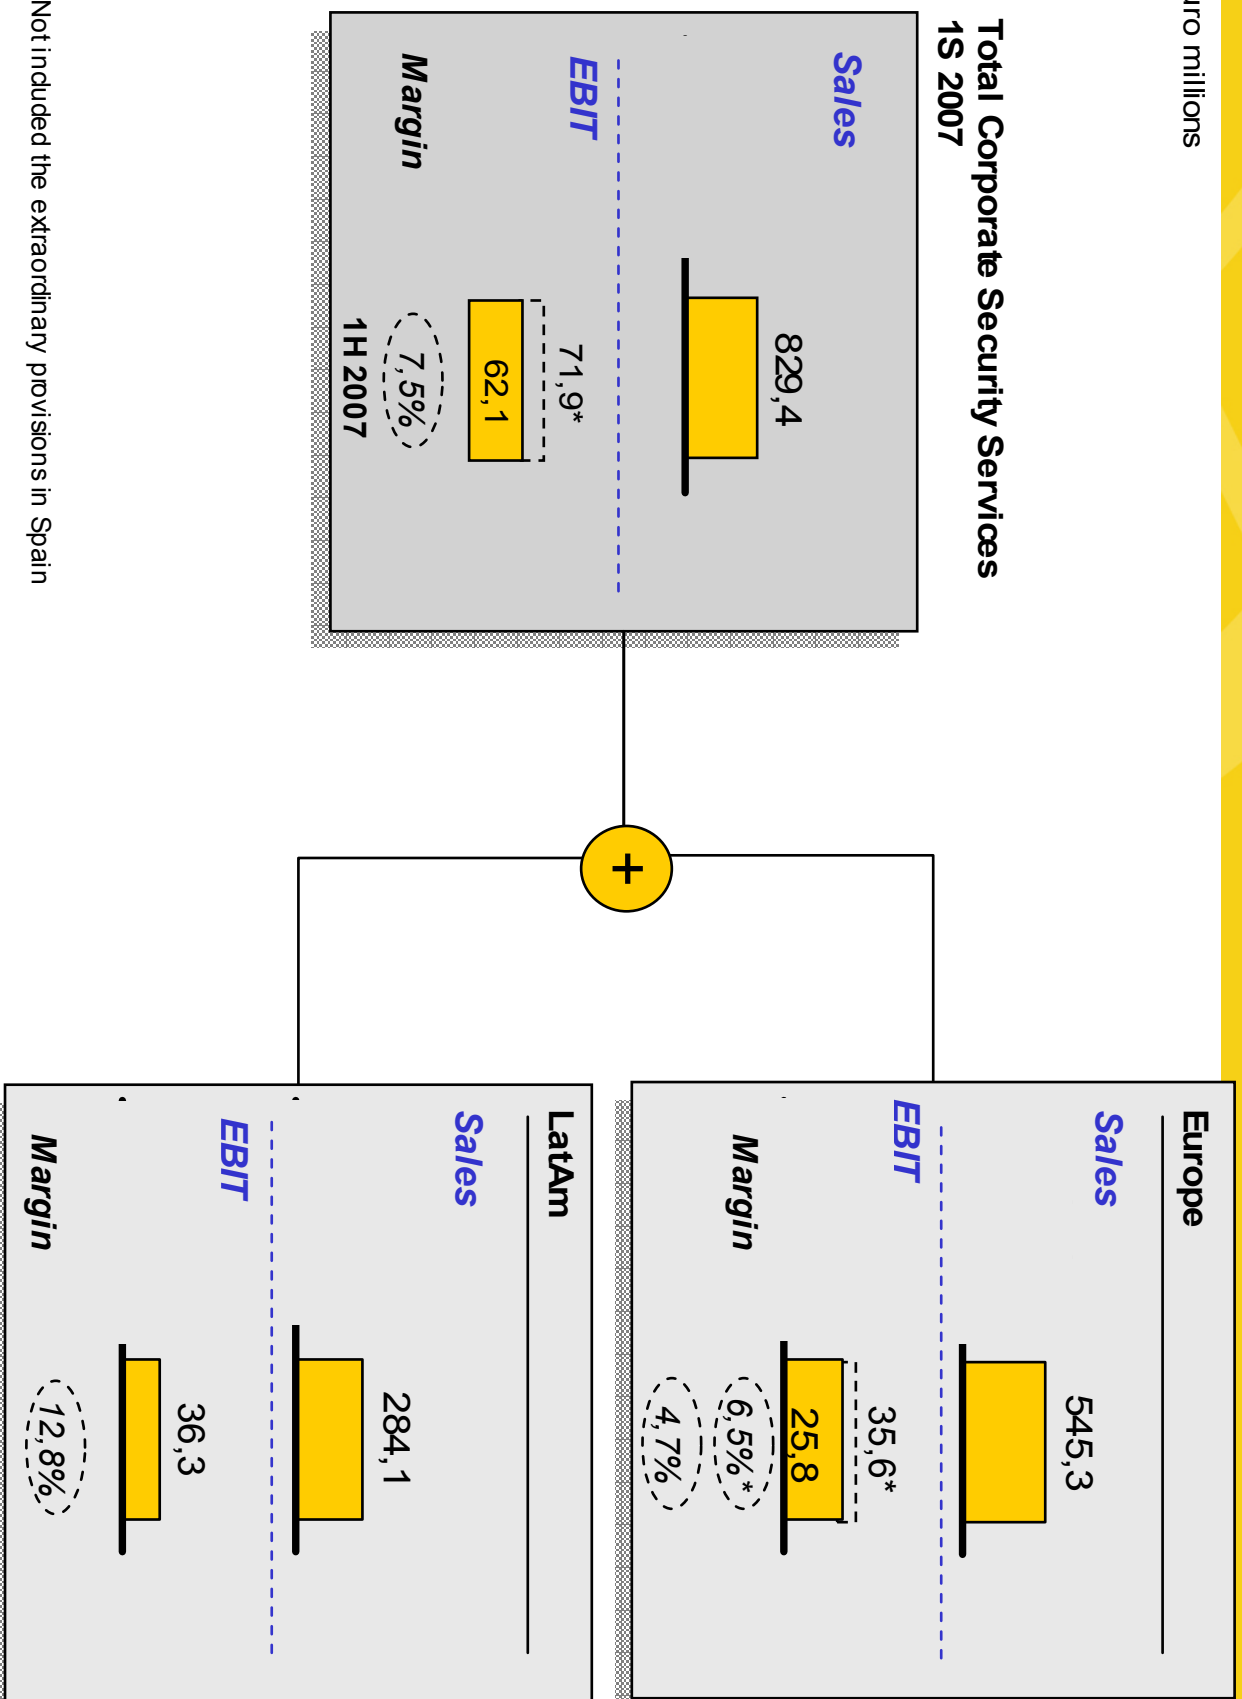 uro millions
Total Corporate Security Services
1S 2007
Sales
829,4
EBIT
71,9*
62,1
Margin
7,5%
1H 2007
Europe
Sales
545,3
EBIT
35,6*
25,8
Margin
6,5%*
4,7%
LatAm
Sales
284,1
EBIT
36,3
Margin
12,8%
+
Not included the extraordinary provisions in Spain